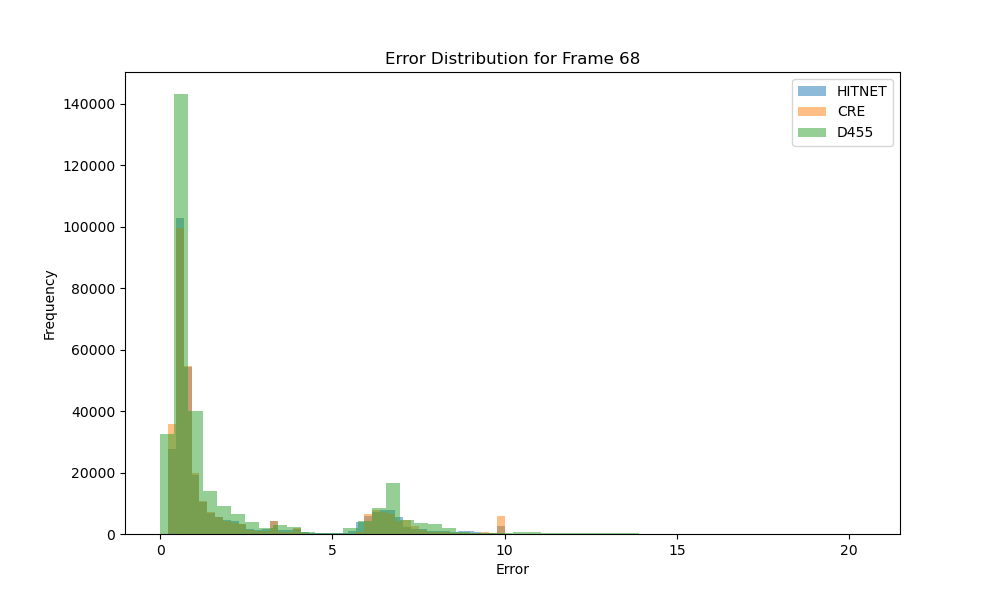 Error Distribution for Frame 68
HITNET
CRE
D455
Frequency
140000
120000
100000
80000
60000
40000
20000
0
0 5 10 15 20
Error